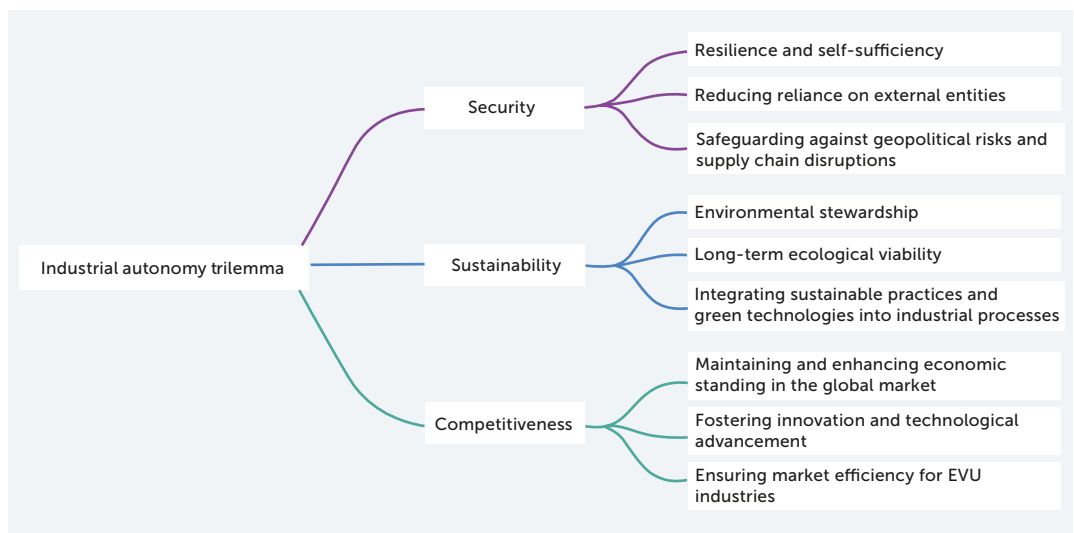 Industrial autonomy trilemma
Security
Resilience and self-sufficiency
Reducing reliance on external entities
Safeguarding against geopolitical risks and
supply chain disruptions
Sustainability
Environmental stewardship
Long-term ecological viability
Integrating sustainable practices and
green technologies into industrial processes
Competitiveness
Maintaining and enhancing economic
standing in the global market
Fostering innovation and technological
advancement
Ensuring market efficiency for EVU
industries